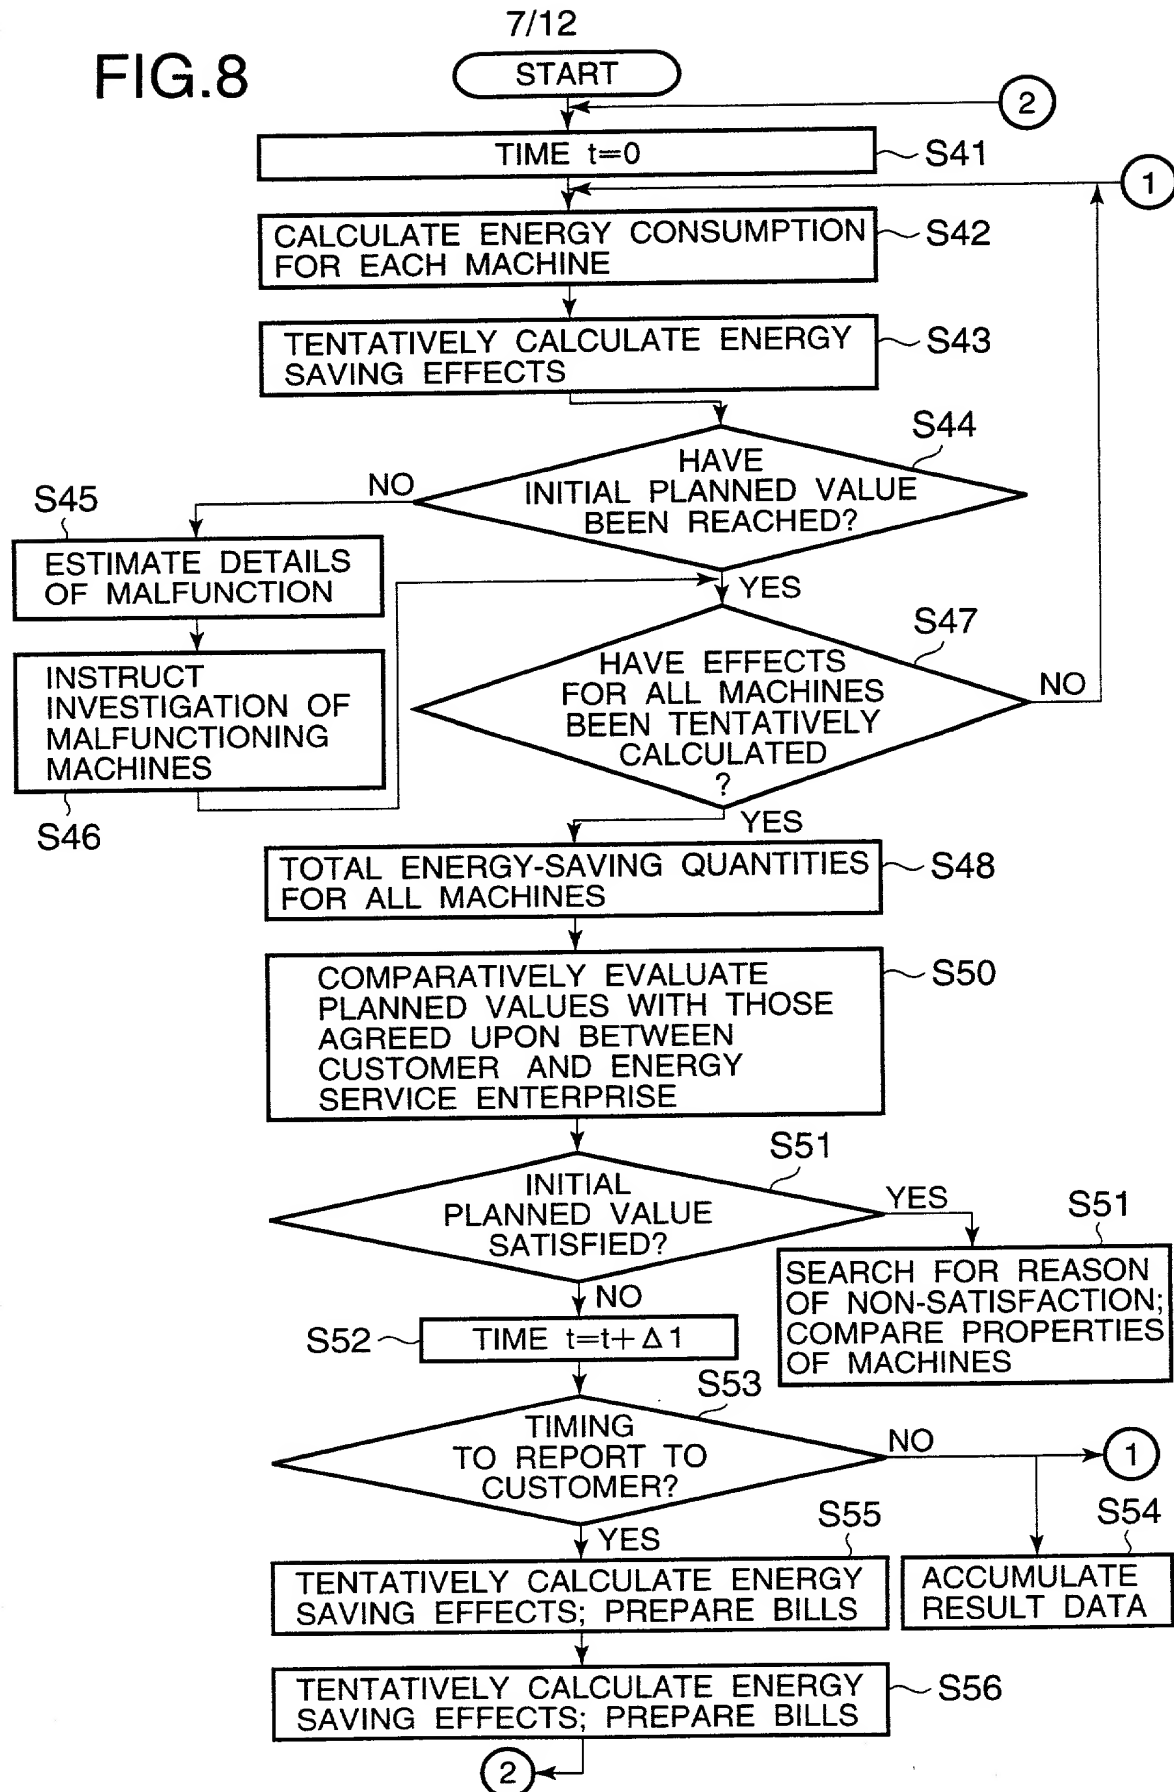 7/12
FIG.8
START
2
TIME t=0
S41
1
CALCULATE ENERGY CONSUMPTION
FOR EACH MACHINE
S42
TENTATIVELY CALCULATE ENERGY
SAVING EFFECTS
S43
S44
HAVE
INITIAL PLANNED VALUE
BEEN REACHED?
NO
S45
ESTIMATE DETAILS
OF MALFUNCTION
YES
S47
INSTRUCT
INVESTIGATION OF
MALFUNCTIONING
MACHINES
S46
HAVE EFFECTS
FOR ALL MACHINES
BEEN TENTATIVELY
CALCULATED
?
NO
YES
TOTAL ENERGY-SAVING QUANTITIES
FOR ALL MACHINES
S48
COMPARATIVELY EVALUATE
PLANNED VALUES WITH THOSE
AGREED UPON BETWEEN
CUSTOMER AND ENERGY
SERVICE ENTERPRISE
S50
S51
INITIAL
PLANNED VALUE
SATISFIED?
YES
S51
SEARCH FOR REASON
OF NON-SATISFACTION;
COMPARE PROPERTIES
OF MACHINES
NO
S52
TIME t=t+Δ1
S53
TIMING
TO REPORT TO
CUSTOMER?
NO
1
YES
S55
S54
TENTATIVELY CALCULATE ENERGY
SAVING EFFECTS; PREPARE BILLS
ACCUMULATE
RESULT DATA
TENTATIVELY CALCULATE ENERGY
SAVING EFFECTS; PREPARE BILLS
S56
2